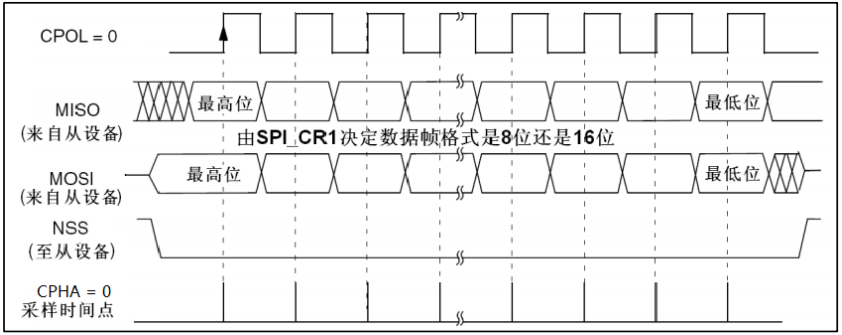 CPOL = 0
MISO
(来自从设备)
最高位
最低位
由SPI_CR1决定数据帧格式是8位还是16位
MOSI
(来自从设备)
最高位
最低位
NSS
(至从设备)
CPHA = 0
采样时间点